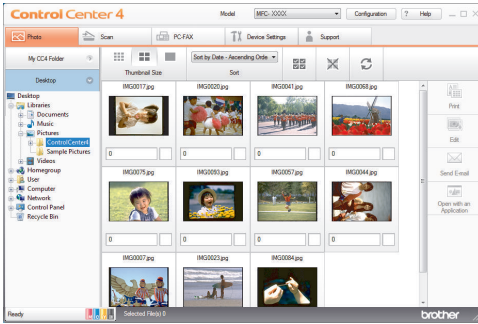 Control Center 4 Model MFC-XXXX Configuration ? Help
Photo Scan PC-FAX Device Settings Support
My CC4 Folder
Desktop
Thumbnail Size
Sort by Date - Ascending Orde
Sort
Desktop
Libraries
Documents
Music
Pictures
ControlCenter4
Sample Pictures
Videos
Homegroup
User
Computer
Network
Control Panel
Recycle Bin
IMG0017.jpg IMG0020.jpg IMG0041.jpg IMG0068.jpg
0 0 0 0
IMG0075.jpg IMG0093.jpg IMG0057.jpg IMG0044.jpg
0 0 0 0
IMG0007.jpg IMG0023.jpg IMG0084.jpg
Print
Edit
Send E-mail
Open with an
Application
Ready Selected File(s) 0 brother